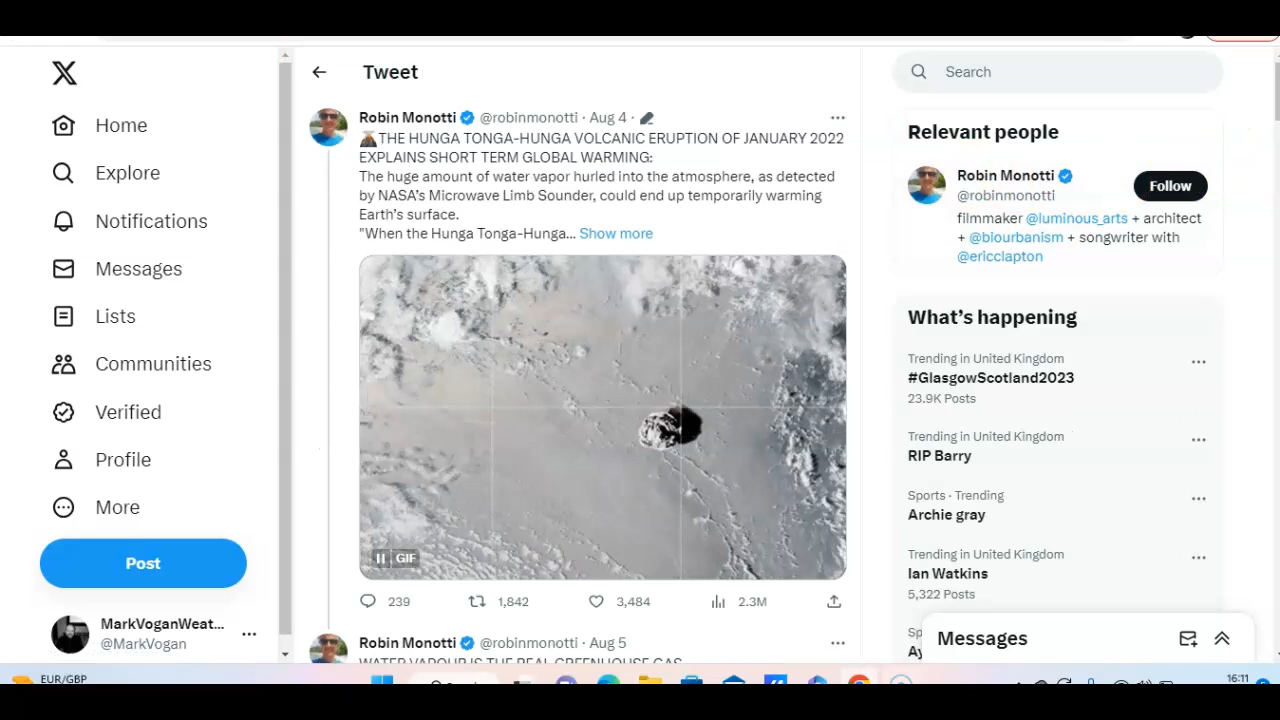 Tweet
Search
Home
Explore
Notifications
Messages
Lists
Communities
Verified
Profile
More
Post
MarkVoganWeat...
@MarkVogan
Robin Monotti @robinmonotti · Aug 4 ·
THE HUNGA TONGA-HUNGA VOLCANIC ERUPTION OF JANUARY 2022
EXPLAINS SHORT TERM GLOBAL WARMING:
The huge amount of water vapor hurled into the atmosphere, as detected
by NASA's Microwave Limb Sounder, could end up temporarily warming
Earth's surface.
"When the Hunga Tonga-Hunga... Show more
GIF
239 1,842 3,484 2.3M
Robin Monotti @robinmonotti · Aug 5
WATER VAPOUR IS THE REAL GREENHOUSE GAS
Relevant people
Robin Monotti
@robinmonotti
Follow
filmmaker @luminous_arts + architect
+ @biourbanism + songwriter with
@ericclapton
What's happening
Trending in United Kingdom
#GlasgowScotland2023
23.9K Posts
Trending in United Kingdom
RIP Barry
Sports · Trending
Archie gray
Trending in United Kingdom
Ian Watkins
5,322 Posts
Messages
EUR/GBP
16:11